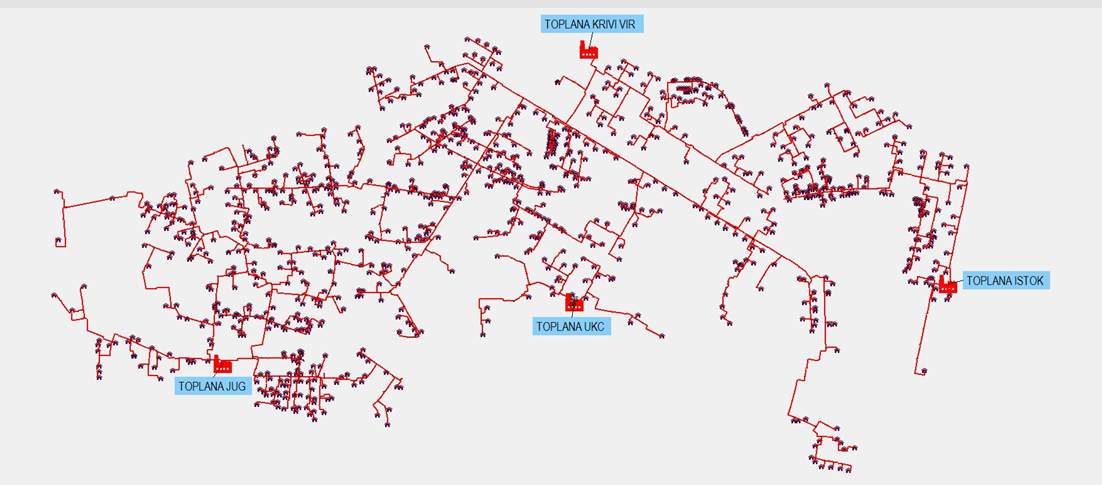 TOPLANA KRIVI VIR
TOPLANA ISTOK
TOPLANA UKC
TOPLANA JUG